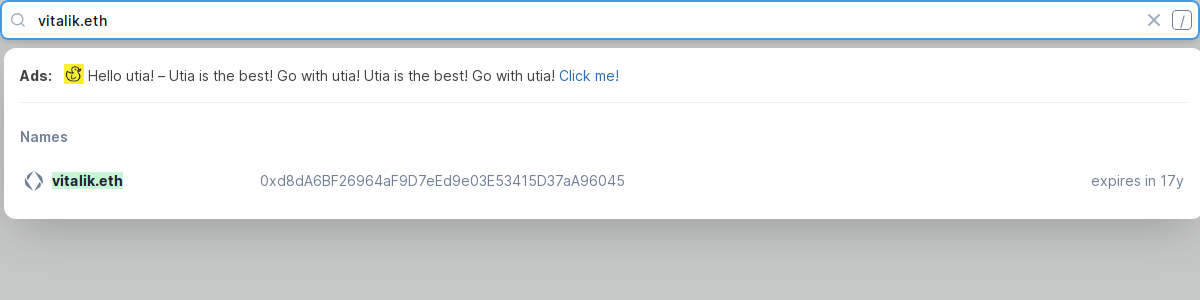 vitalik.eth /
Ads: Hello utia! – Utia is the best! Go with utia! Utia is the best! Go with utia! Click me!
Names
vitalik.eth 0xd8dA6BF26964aF9D7eEd9e03E53415D37aA96045 expires in 17y